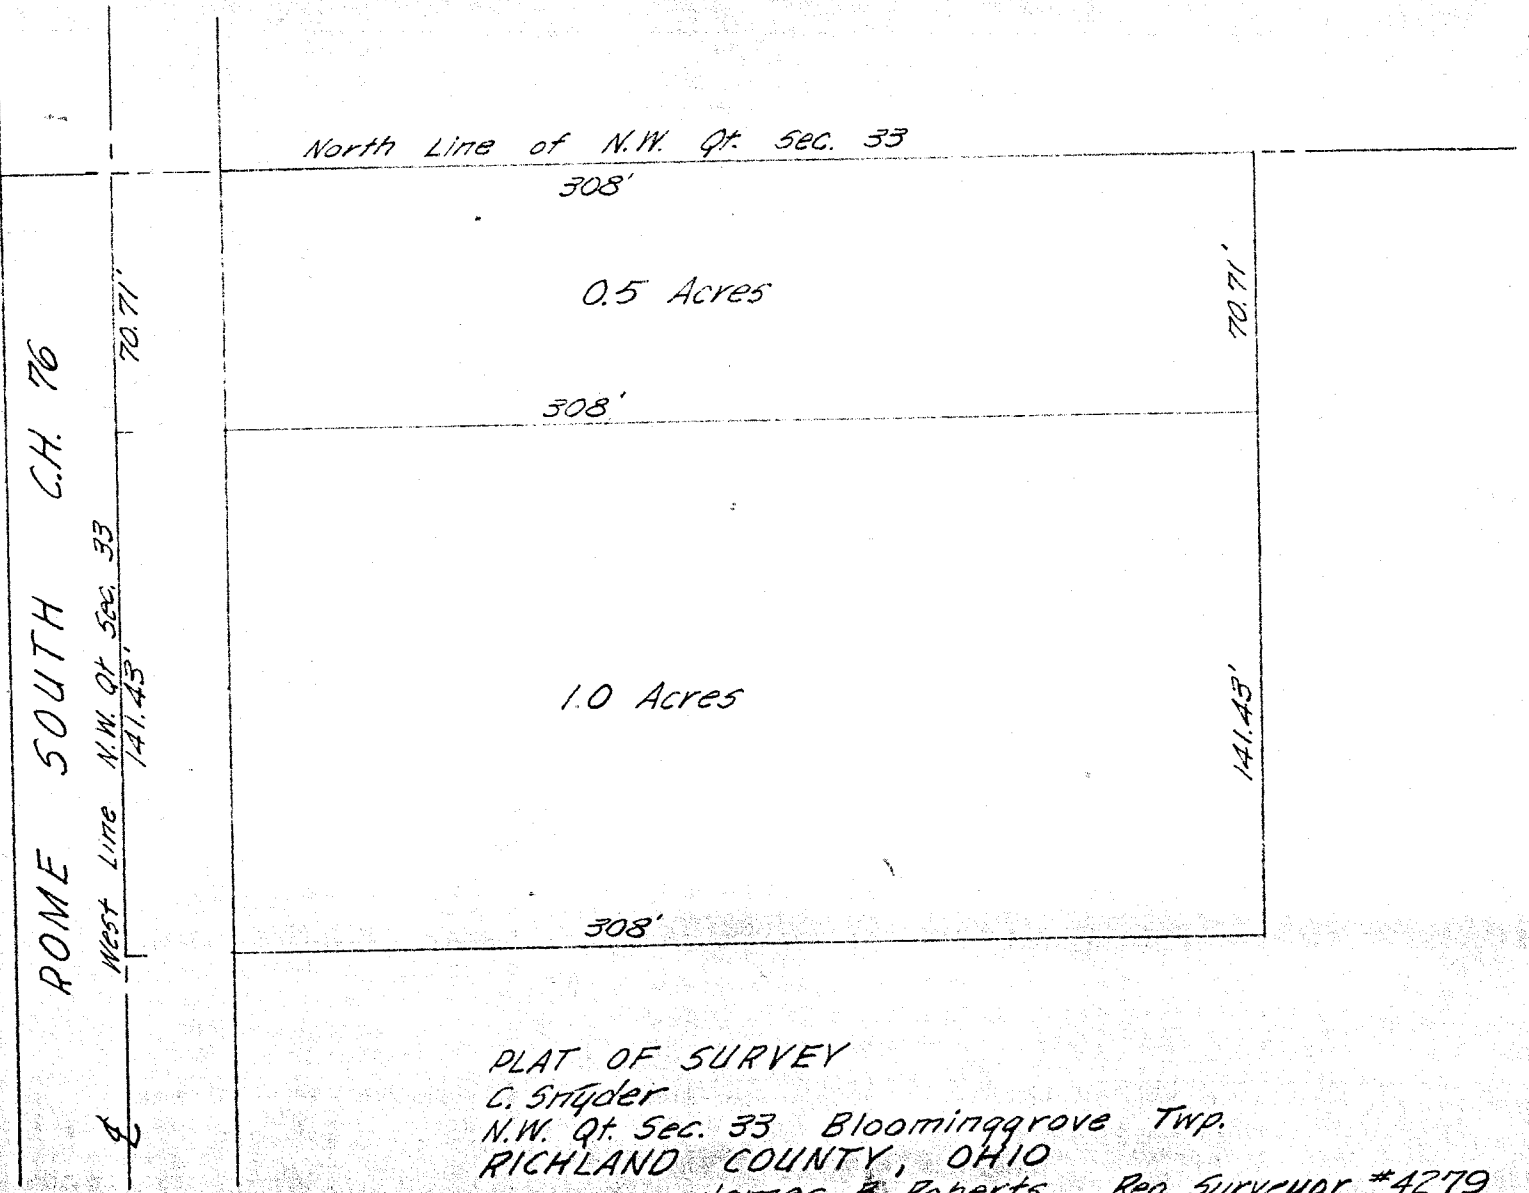 North Line of N.W. Qt. Sec. 33
308'
0.5 Acres
70.71'
70.71'
308'
ROME SOUTH C.H. 76
West Line N.W. Qt Sec. 33
141.43'
1.0 Acres
141.43'
308'
PLAT OF SURVEY
C. Snyder
N.W. Qt. Sec. 33 Bloominggrove Twp.
RICHLAND COUNTY, OHIO
James Roberts Reg. Surveyor #4279